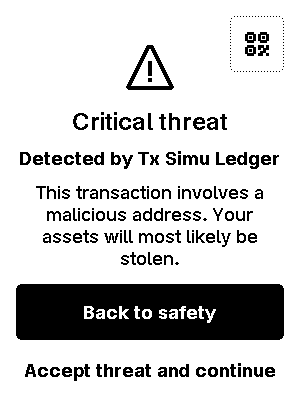 Critical threat
Detected by Tx Simu Ledger
This transaction involves a
malicious address. Your
assets will most likely be
stolen.
Back to safety
Accept threat and continue